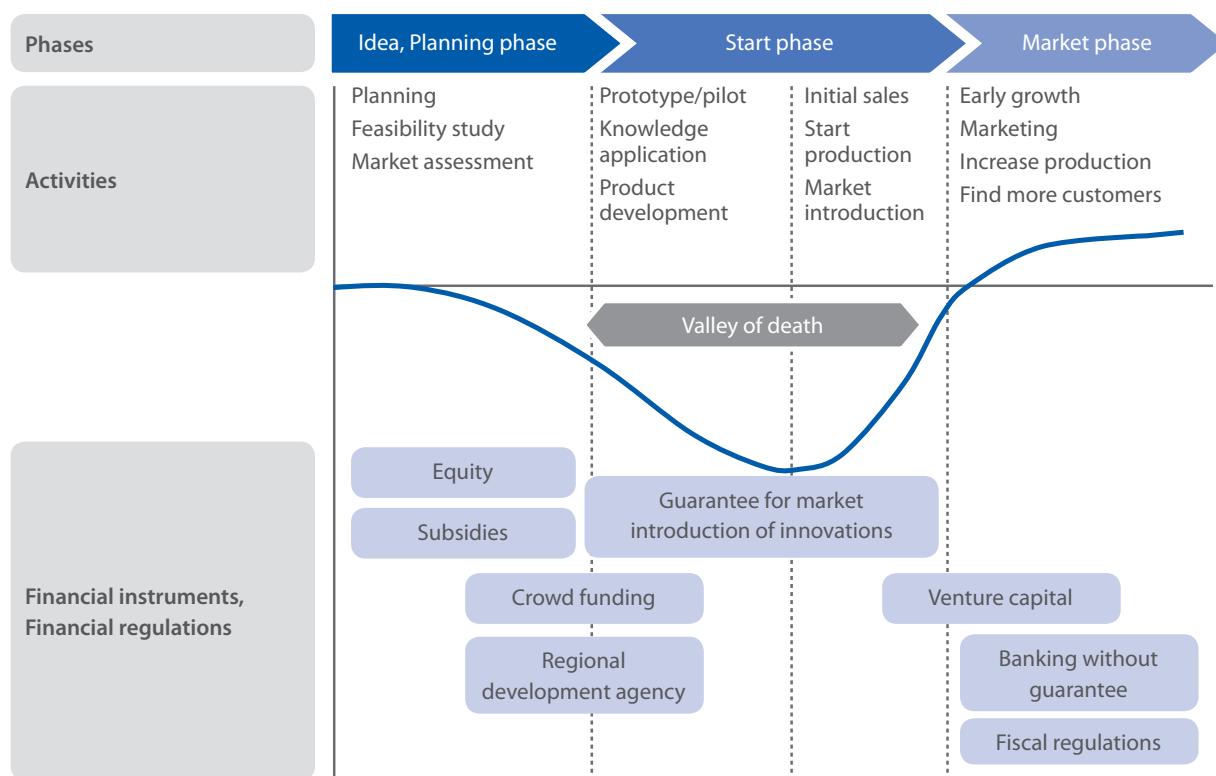 Phases
Idea, Planning phase
Start phase
Market phase
Activities
Planning
Feasibility study
Market assessment
Prototype/pilot
Knowledge
application
Product
development
Initial sales
Start
production
Market
introduction
Early growth
Marketing
Increase production
Find more customers
Valley of death
Financial instruments,
Financial regulations
Equity
Subsidies
Guarantee for market
introduction of innovations
Crowd funding
Regional
development agency
Venture capital
Banking without
guarantee
Fiscal regulations